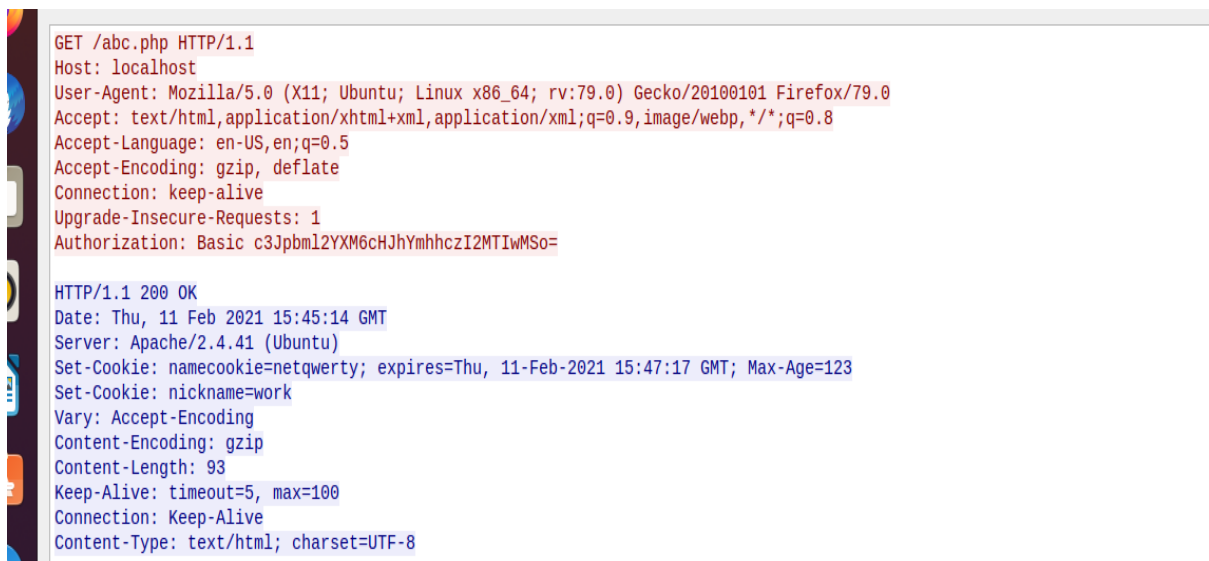 GET /abc.php HTTP/1.1
Host: localhost
User-Agent: Mozilla/5.0 (X11; Ubuntu; Linux x86_64; rv:79.0) Gecko/20100101 Firefox/79.0
Accept: text/html,application/xhtml+xml,application/xml;q=0.9,image/webp,*/*;q=0.8
Accept-Language: en-US,en;q=0.5
Accept-Encoding: gzip, deflate
Connection: keep-alive
Upgrade-Insecure-Requests: 1
Authorization: Basic c3Jpbml2YXM6cHJhYmhhczI2MTIwMSo=

HTTP/1.1 200 OK
Date: Thu, 11 Feb 2021 15:45:14 GMT
Server: Apache/2.4.41 (Ubuntu)
Set-Cookie: namecookie=netqwerty; expires=Thu, 11-Feb-2021 15:47:17 GMT; Max-Age=123
Set-Cookie: nickname=work
Vary: Accept-Encoding
Content-Encoding: gzip
Content-Length: 93
Keep-Alive: timeout=5, max=100
Connection: Keep-Alive
Content-Type: text/html; charset=UTF-8